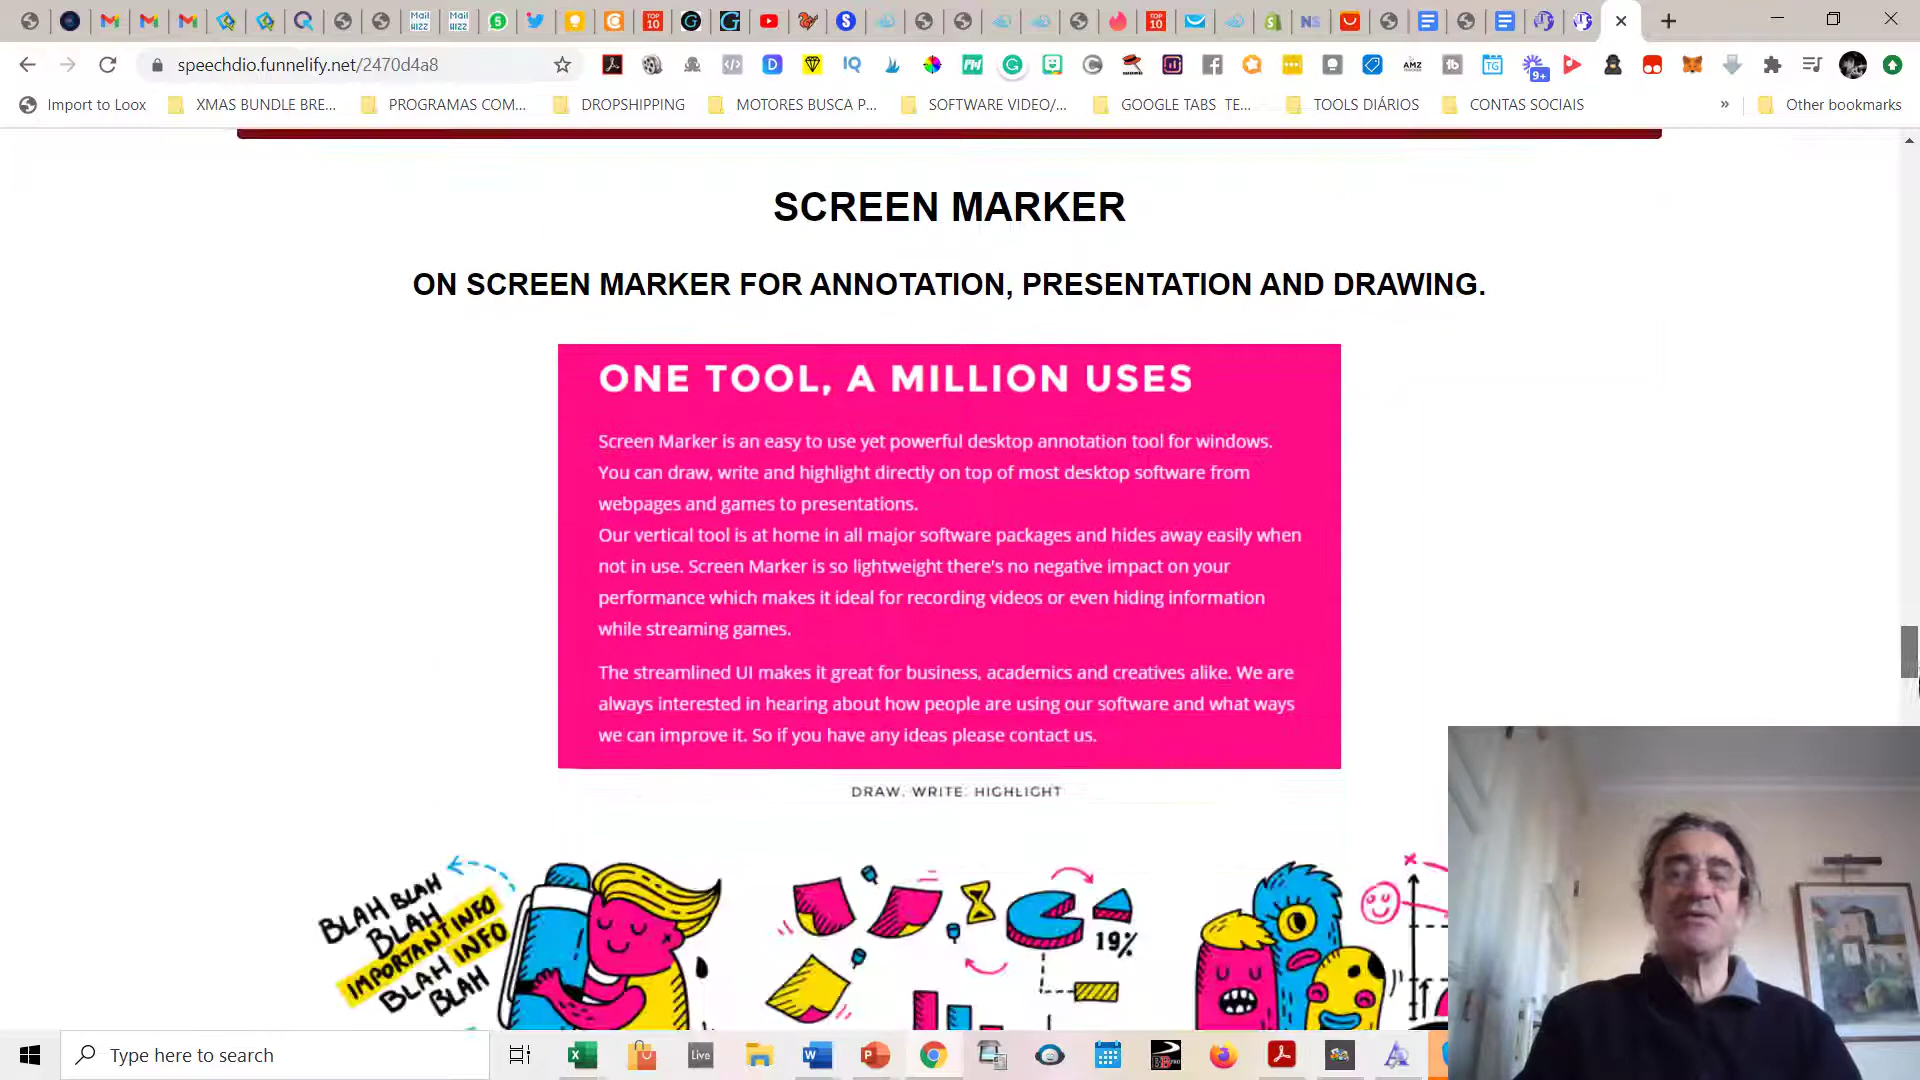 speechdio.funnelify.net/2470d4a8
Import to Loox
XMAS BUNDLE BRE...
PROGRAMAS COM...
DROPSHIPPING
MOTORES BUSCA P...
SOFTWARE VIDEO/...
GOOGLE TABS TE...
TOOLS DIÁRIOS
CONTAS SOCIAIS
»
Other bookmarks
SCREEN MARKER
ON SCREEN MARKER FOR ANNOTATION, PRESENTATION AND DRAWING.
ONE TOOL, A MILLION USES
Screen Marker is an easy to use yet powerful desktop annotation tool for windows.
You can draw, write and highlight directly on top of most desktop software from
webpages and games to presentations.
Our vertical tool is at home in all major software packages and hides away easily when
not in use. Screen Marker is so lightweight there's no negative impact on your
performance which makes it ideal for recording videos or even hiding information
while streaming games.
The streamlined UI makes it great for business, academics and creatives alike. We are
always interested in hearing about how people are using our software and what ways
we can improve it. So if you have any ideas please contact us.
DRAW. WRITE. HIGHLIGHT
BLAH BLAH
BLAH
IMPORTANT INFO
BLAH INFO
BLAH
19%
Type here to search